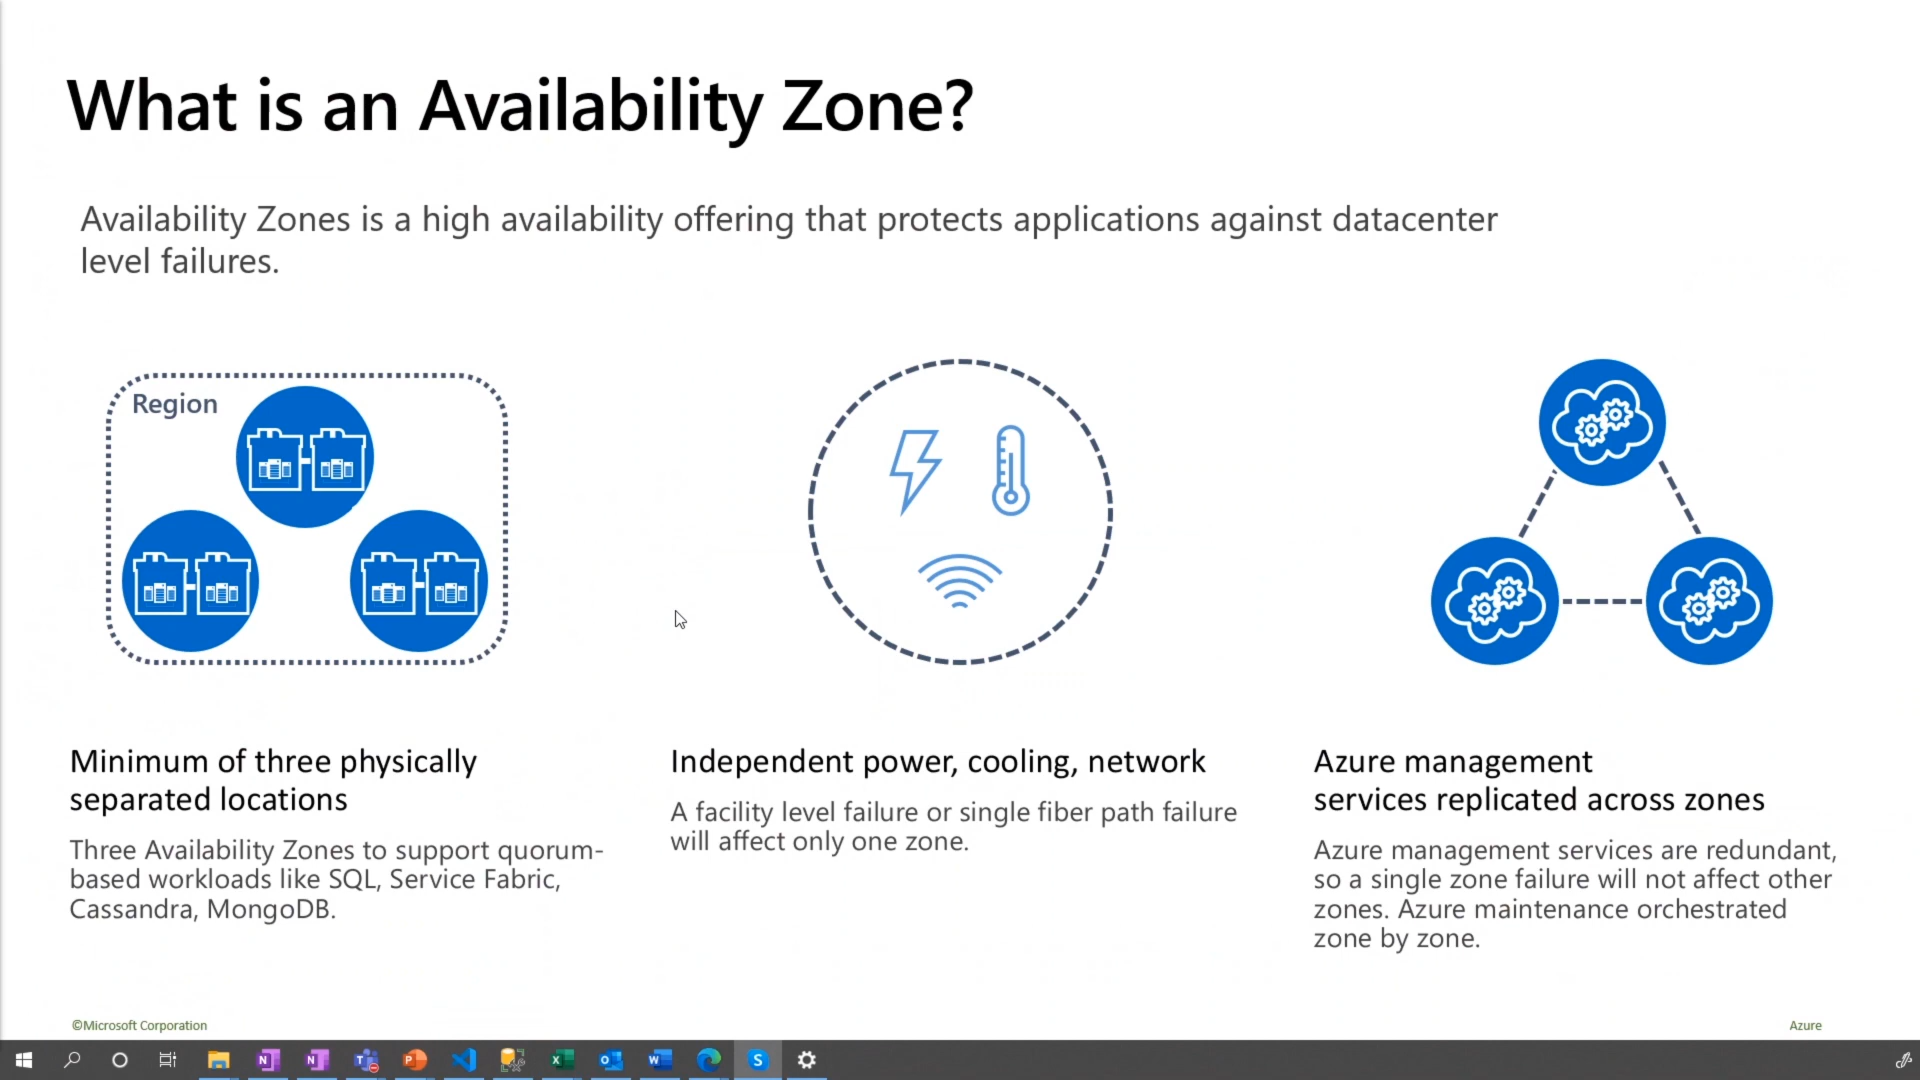 What is an Availability Zone?
Availability Zones is a high availability offering that protects applications against datacenter
level failures.
Region
Minimum of three physically
separated locations
Three Availability Zones to support quorum-
based workloads like SQL, Service Fabric,
Cassandra, MongoDB.
Independent power, cooling, network
A facility level failure or single fiber path failure
will affect only one zone.
Azure management
services replicated across zones
Azure management services are redundant,
so a single zone failure will not affect other
zones. Azure maintenance orchestrated
zone by zone.
©Microsoft Corporation
Azure